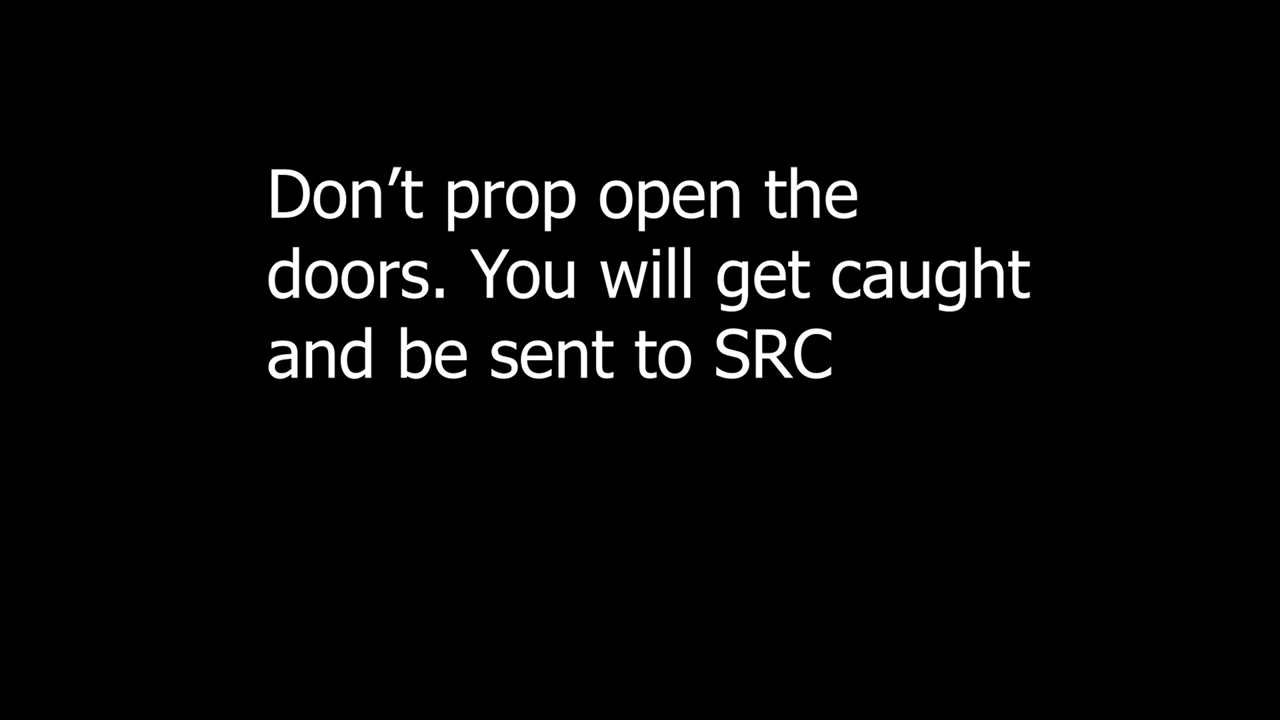 Don’t prop open the
doors. You will get caught
and be sent to SRC